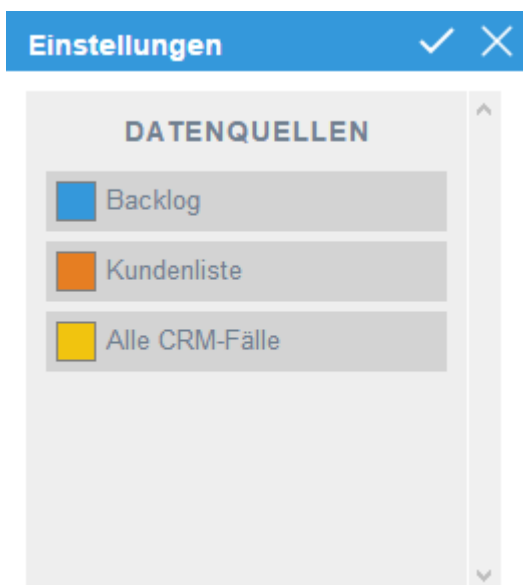 Einstellungen
DATENQUELLEN
Backlog
Kundenliste
Alle CRM-Fälle